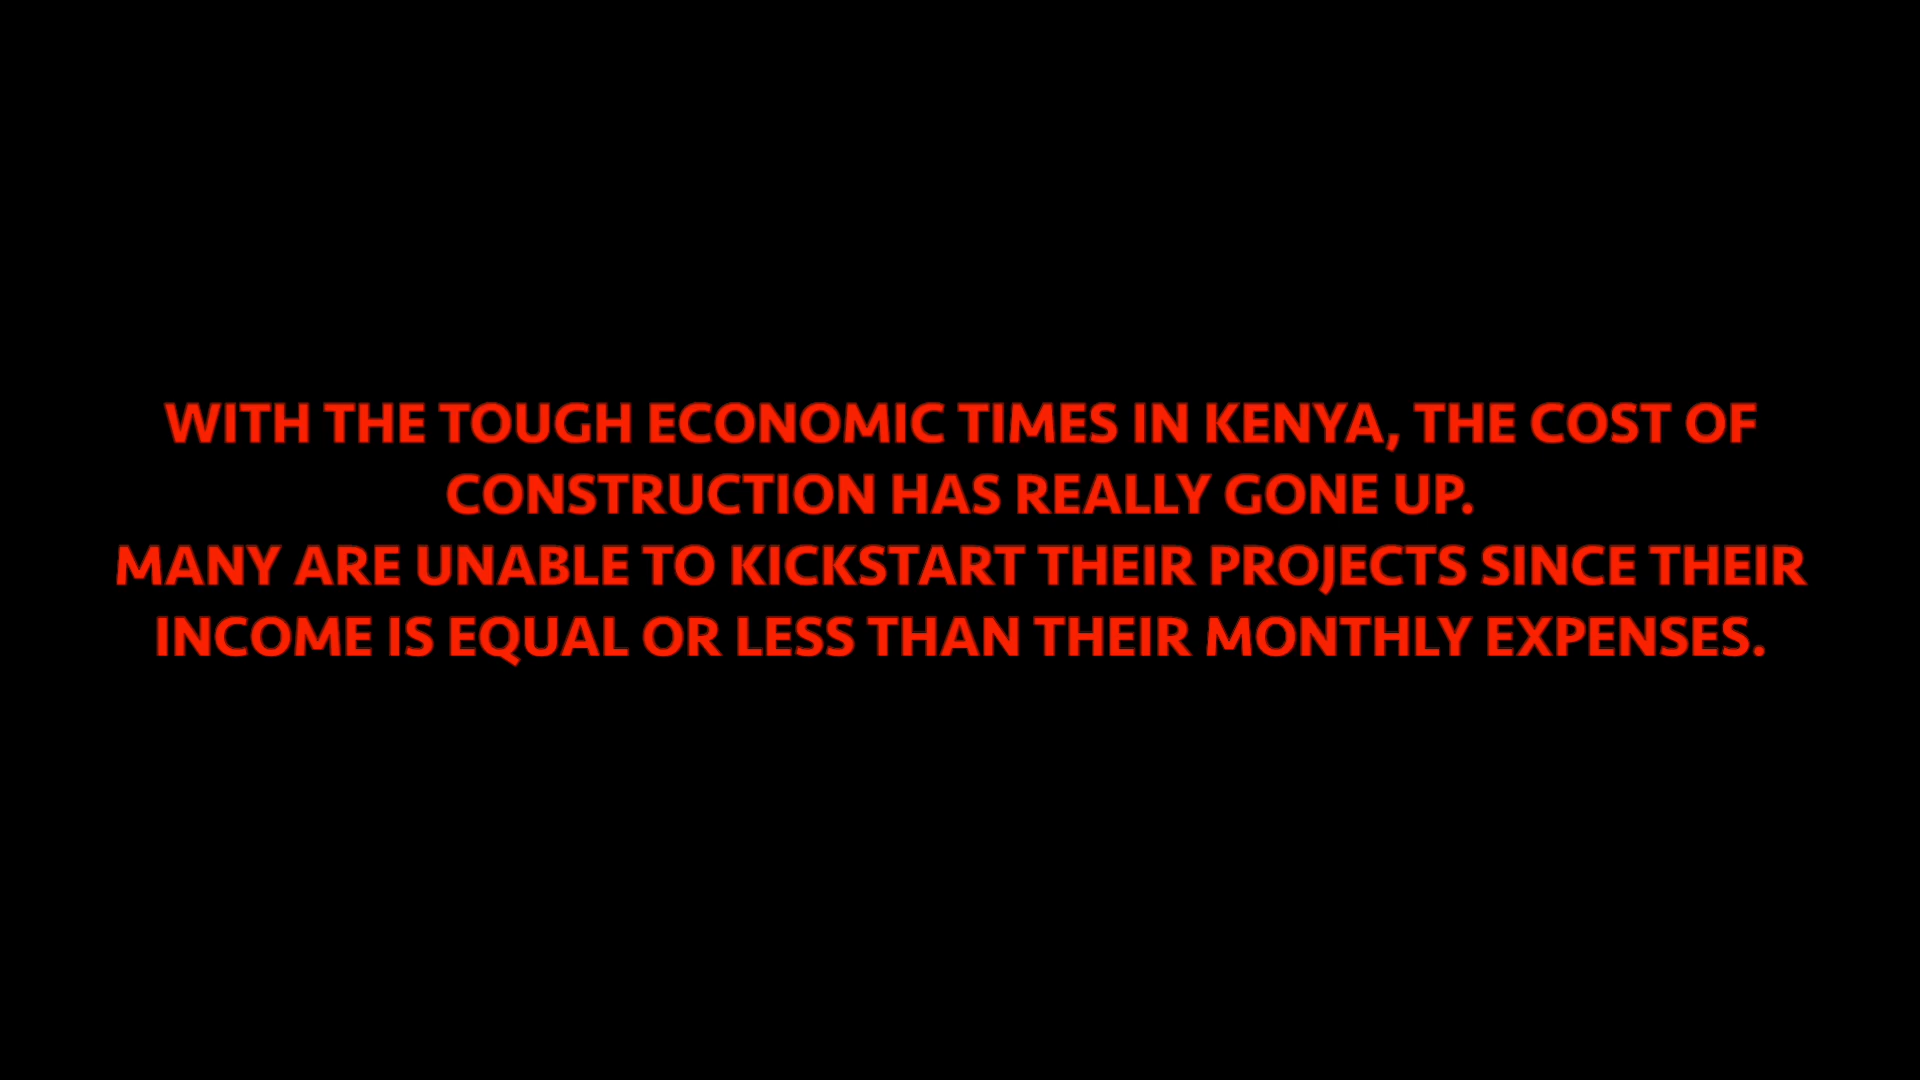 WITH THE TOUGH ECONOMIC TIMES IN KENYA, THE COST OF
CONSTRUCTION HAS REALLY GONE UP.
MANY ARE UNABLE TO KICKSTART THEIR PROJECTS SINCE THEIR
INCOME IS EQUAL OR LESS THAN THEIR MONTHLY EXPENSES.